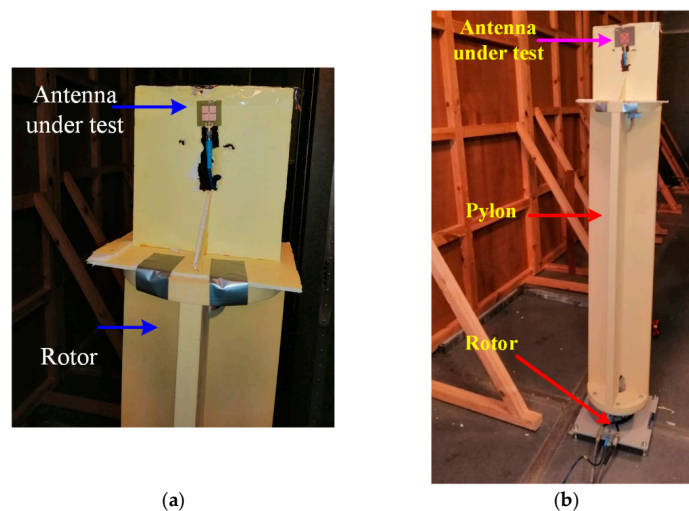 Antenna
under test
Rotor
(a)
Antenna
under test
Pylon
Rotor
(b)